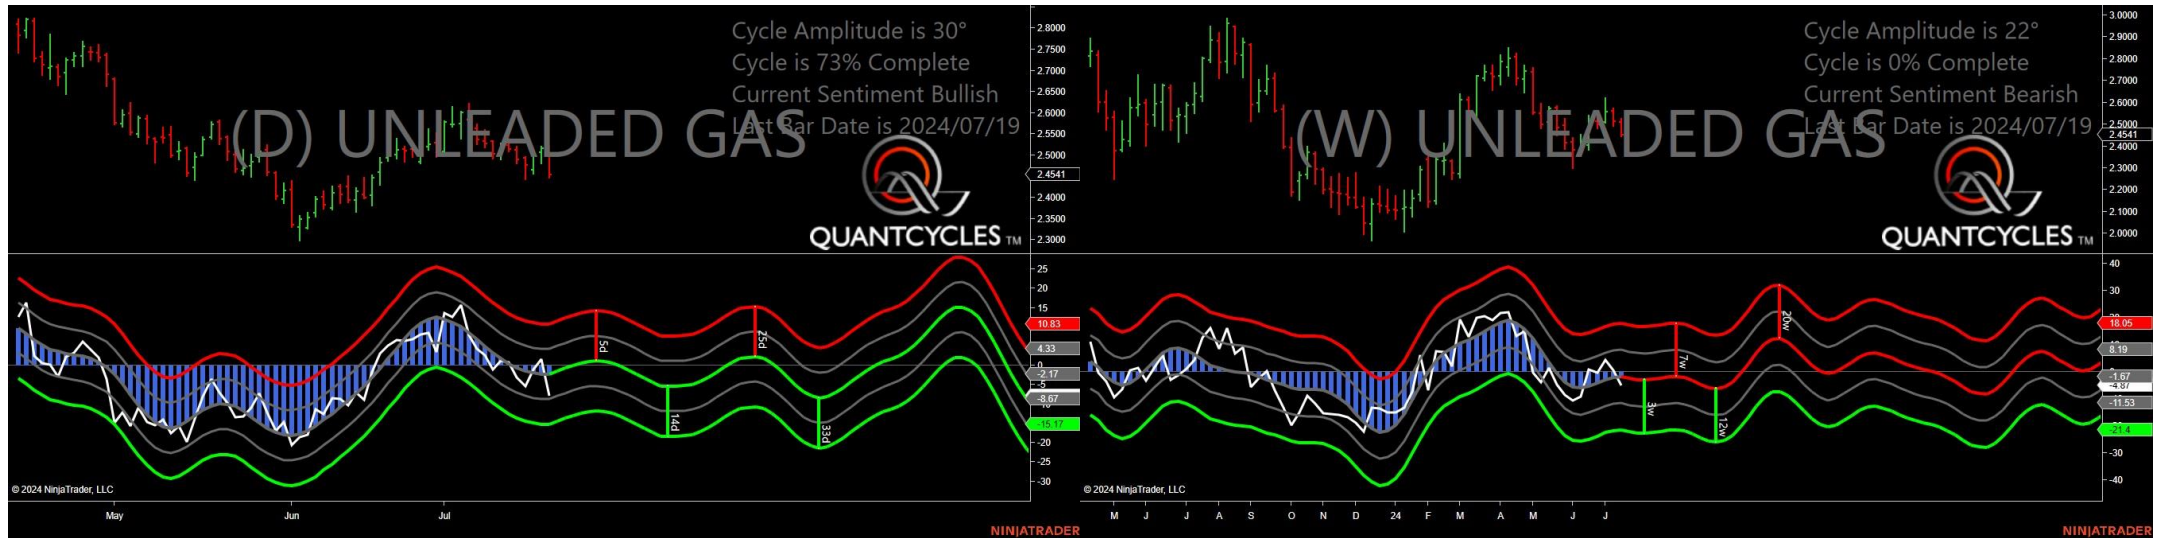 Cycle Amplitude is 30°
Cycle is 73% Complete
Current Sentiment Bullish
Last Bar Date is 2024/07/19
(D) UNLEADED GAS
QUANTCYCLES TM
2.8000
2.7500
2.7000
2.6500
2.6000
2.5500
2.5000
2.4541
2.4000
2.3500
2.3000
25
20
15
10.83
4.33
0
-2.17
-5
-8.67
-15.17
-20
-25
-30
5d
14d
25d
33d
© 2024 NinjaTrader, LLC
May Jun Jul
NINJATRADER
Cycle Amplitude is 22°
Cycle is 0% Complete
Current Sentiment Bearish
Last Bar Date is 2024/07/19
(W) UNLEADED GAS
QUANTCYCLES TM
3.0000
2.9000
2.8000
2.7000
2.6000
2.5000
2.4541
2.4000
2.3000
2.2000
2.1000
2.0000
40
30
18.05
8.19
-1.67
-4.87
-11.53
-21.4
-30
-40
3w
7w
12w
20w
© 2024 NinjaTrader, LLC
M J J A S O N D 24 F M A M J J
NINJATRADER